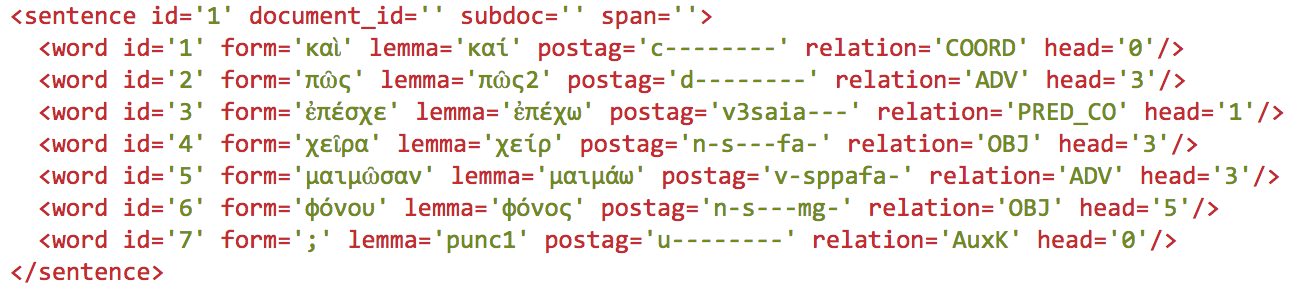 <sentence id='1' document_id='' subdoc='' span=''>
<word id='1' form='καὶ' lemma='καί' postag='c--------' relation='COORD' head='0'/>
<word id='2' form='πῶς' lemma='πῶς2' postag='d--------' relation='ADV' head='3'/>
<word id='3' form='ἐπέσχε' lemma='ἐπέχω' postag='v3saia---' relation='PRED_CO' head='1'/>
<word id='4' form='χεῖρα' lemma='χείρ' postag='n-s---fa-' relation='OBJ' head='3'/>
<word id='5' form='μαιμῶσαν' lemma='μαιμάω' postag='v-sppafa-' relation='ADV' head='3'/>
<word id='6' form='φόνου' lemma='φόνος' postag='n-s---mg-' relation='OBJ' head='5'/>
<word id='7' form=';' lemma='punc1' postag='u--------' relation='AuxK' head='0'/>
</sentence>